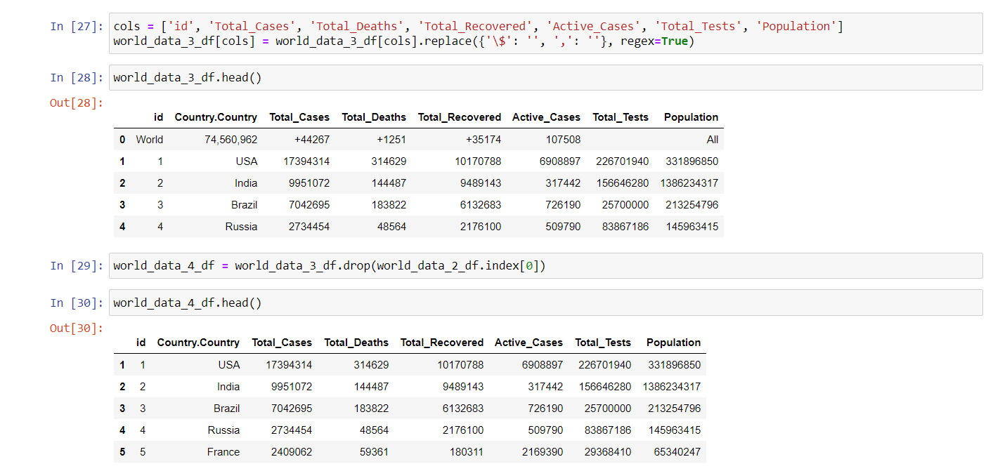 In [27]: cols = ['id', 'Total_Cases', 'Total_Deaths', 'Total_Recovered', 'Active_Cases', 'Total_Tests', 'Population']
world_data_3_df[cols] = world_data_3_df[cols].replace({'\$': '', ',': ''}, regex=True)
In [28]: world_data_3_df.head()
Out[28]:
id Country.Country Total_Cases Total_Deaths Total_Recovered Active_Cases Total_Tests Population
0 World 74,560,962 +44267 +1251 +35174 107508 All
1 1 USA 17394314 314629 10170788 6908897 226701940 331896850
2 2 India 9951072 144487 9489143 317442 156646280 1386234317
3 3 Brazil 7042695 183822 6132683 726190 25700000 213254796
4 4 Russia 2734454 48564 2176100 509790 83867186 145963415
In [29]: world_data_4_df = world_data_3_df.drop(world_data_2_df.index[0])
In [30]: world_data_4_df.head()
Out[30]:
id Country.Country Total_Cases Total_Deaths Total_Recovered Active_Cases Total_Tests Population
1 1 USA 17394314 314629 10170788 6908897 226701940 331896850
2 2 India 9951072 144487 9489143 317442 156646280 1386234317
3 3 Brazil 7042695 183822 6132683 726190 25700000 213254796
4 4 Russia 2734454 48564 2176100 509790 83867186 145963415
5 5 France 2409062 59361 180311 2169390 29368410 65340247